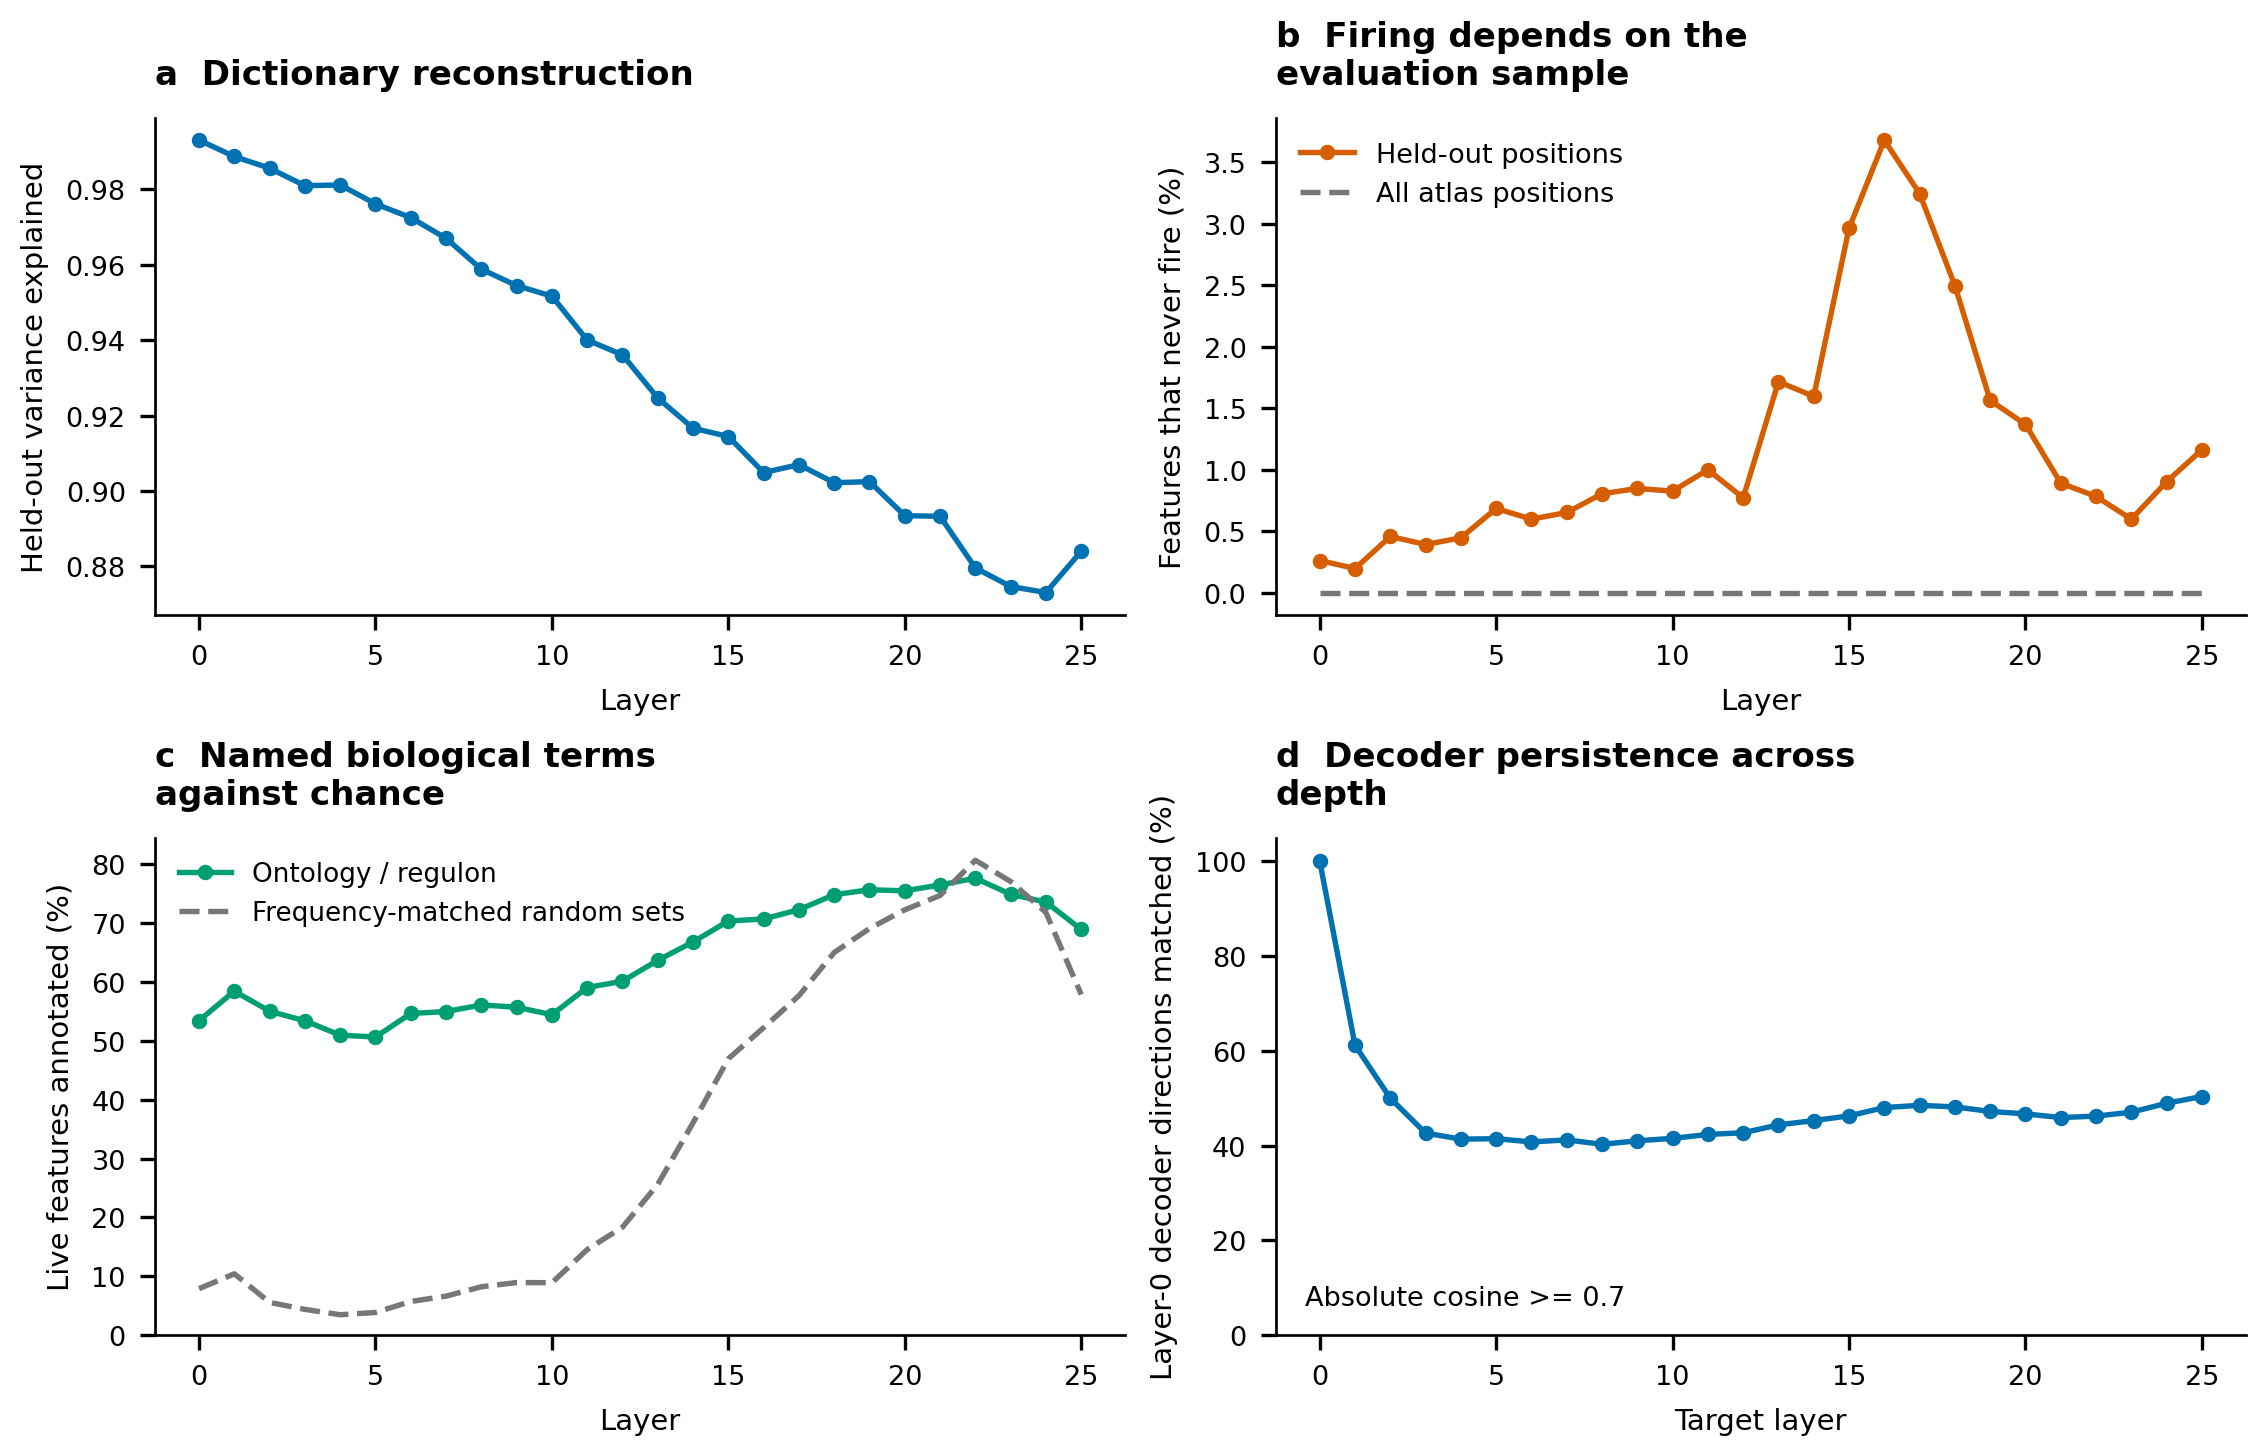 a  Dictionary reconstruction
Held-out variance explained
0.98
0.96
0.94
0.92
0.90
0.88
0 5 10 15 20 25
Layer
b  Firing depends on the
evaluation sample
Features that never fire (%)
Held-out positions
All atlas positions
3.5
3.0
2.5
2.0
1.5
1.0
0.5
0.0
0 5 10 15 20 25
Layer
c  Named biological terms
against chance
Live features annotated (%)
Ontology / regulon
Frequency-matched random sets
80
70
60
50
40
30
20
10
0
0 5 10 15 20 25
Layer
d  Decoder persistence across
depth
Layer-0 decoder directions matched (%)
100
80
60
40
20
0
Absolute cosine >= 0.7
0 5 10 15 20 25
Target layer